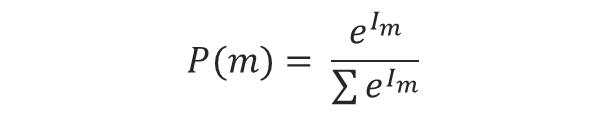 P(m) = e^{I_m} / ∑ e^{I_m}